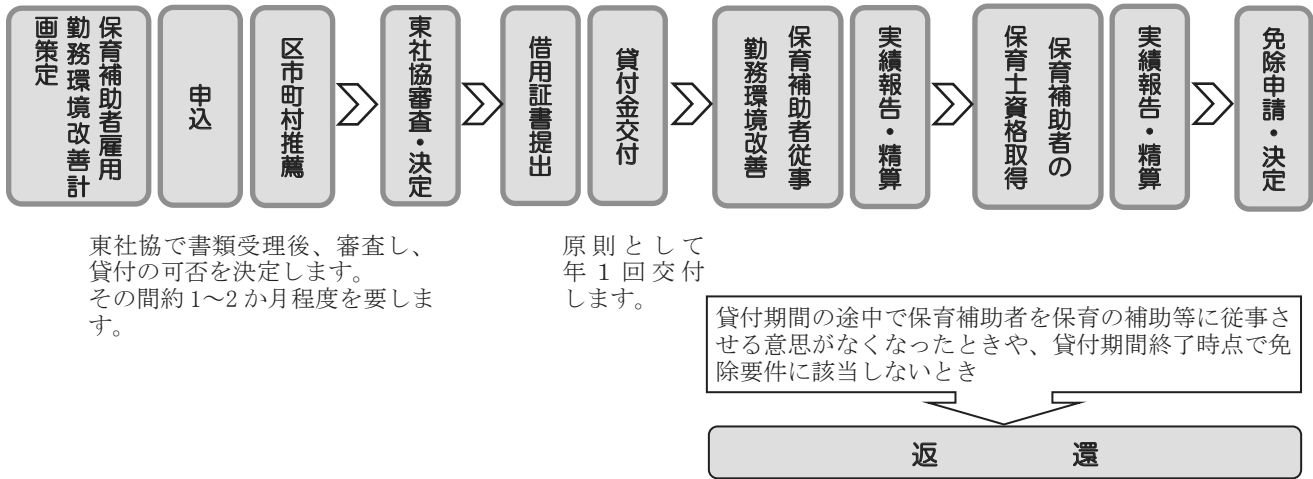 保育補助者雇用
勤務環境改善計
画策定
申込
区市町村推薦
東社協審査・決定
借用証書提出
貸付金交付
保育補助者従事
勤務環境改善
実績報告・精算
保育補助者の
保育士資格取得
実績報告・精算
免除申請・決定
東社協で書類受理後、審査し、
貸付の可否を決定します。
その間約1～2か月程度を要しま
す。
原則として
年1回交付
します。
貸付期間の途中で保育補助者を保育の補助等に従事さ
せる意思がなくなったときや、貸付期間終了時点で免
除要件に該当しないとき
返　還